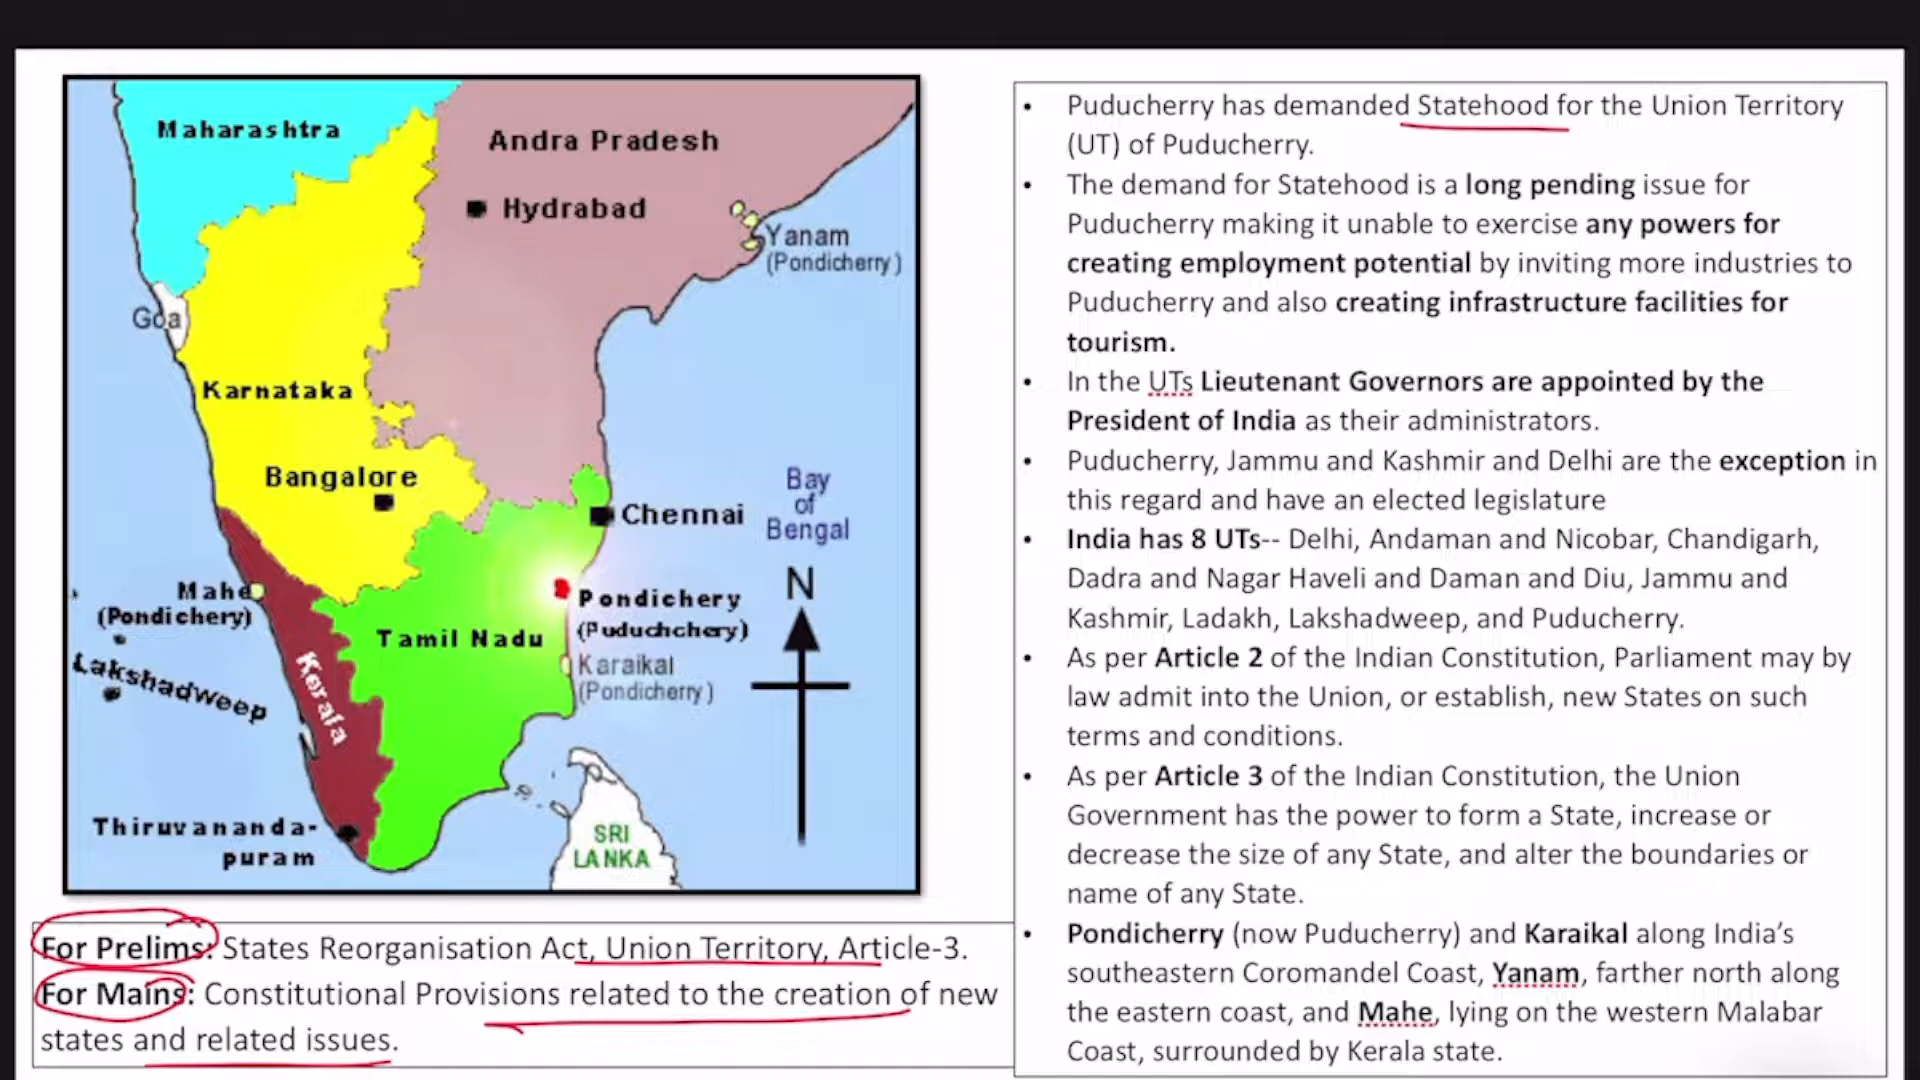 Maharashtra
Andra Pradesh
Hydrabad
Yanam
(Pondicherry)
Goa
Karnataka
Bangalore
Chennai
Bay
of
Bengal
N
Mahe
(Pondichery)
Pondichery
(Puduchchery)
Tamil Nadu
Karaikal
(Pondicherry)
Lakshadweep
Kerala
Thiruvananda-
puram
SRI
LANKA
For Prelims: States Reorganisation Act, Union Territory, Article-3.
For Mains: Constitutional Provisions related to the creation of new
states and related issues.
• Puducherry has demanded Statehood for the Union Territory
(UT) of Puducherry.
• The demand for Statehood is a long pending issue for
Puducherry making it unable to exercise any powers for
creating employment potential by inviting more industries to
Puducherry and also creating infrastructure facilities for
tourism.
• In the UTs Lieutenant Governors are appointed by the
President of India as their administrators.
• Puducherry, Jammu and Kashmir and Delhi are the exception in
this regard and have an elected legislature
• India has 8 UTs-- Delhi, Andaman and Nicobar, Chandigarh,
Dadra and Nagar Haveli and Daman and Diu, Jammu and
Kashmir, Ladakh, Lakshadweep, and Puducherry.
• As per Article 2 of the Indian Constitution, Parliament may by
law admit into the Union, or establish, new States on such
terms and conditions.
• As per Article 3 of the Indian Constitution, the Union
Government has the power to form a State, increase or
decrease the size of any State, and alter the boundaries or
name of any State.
• Pondicherry (now Puducherry) and Karaikal along India’s
southeastern Coromandel Coast, Yanam, farther north along
the eastern coast, and Mahe, lying on the western Malabar
Coast, surrounded by Kerala state.